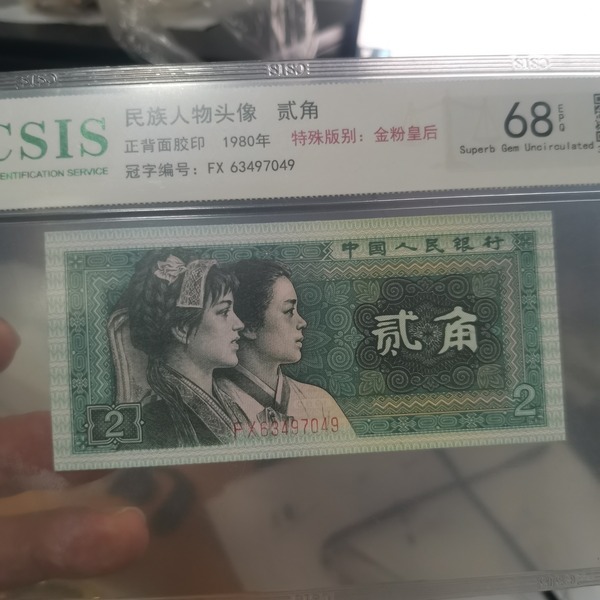 CSIS
ENTIFICATION SERVICE
民族人物头像 贰角
正背面胶印 1980年 特殊版别：金粉皇后
冠字编号：FX 63497049
68 EPQ
Superb Gem Uncirculated
中国人民银行
贰角
2
2
FX63497049